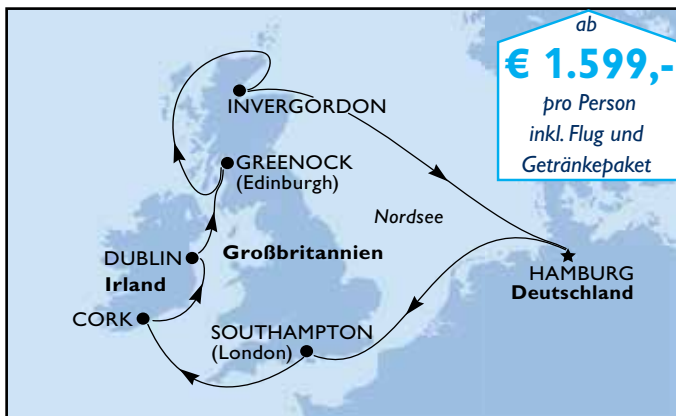 ab
€ 1.599,-
pro Person
inkl. Flug und
Getränkepaket
INVERGORDON
GREENOCK
(Edinburgh)
Nordsee
DUBLIN
Irland
Großbritannien
HAMBURG
Deutschland
CORK
SOUTHAMPTON
(London)